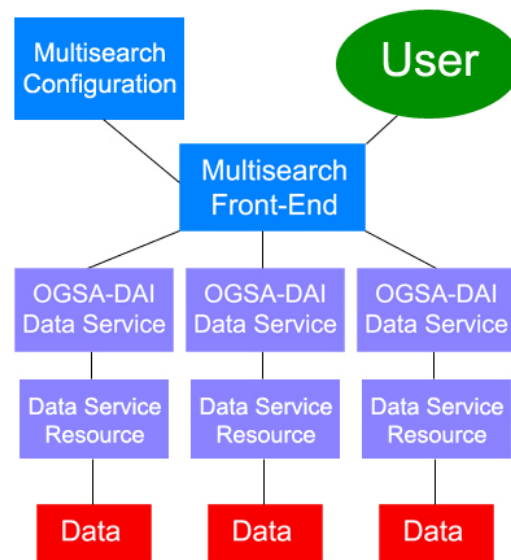 Multisearch
Configuration
User
Multisearch
Front-End
OGSA-DAI
Data Service
OGSA-DAI
Data Service
OGSA-DAI
Data Service
Data Service
Resource
Data Service
Resource
Data Service
Resource
Data
Data
Data